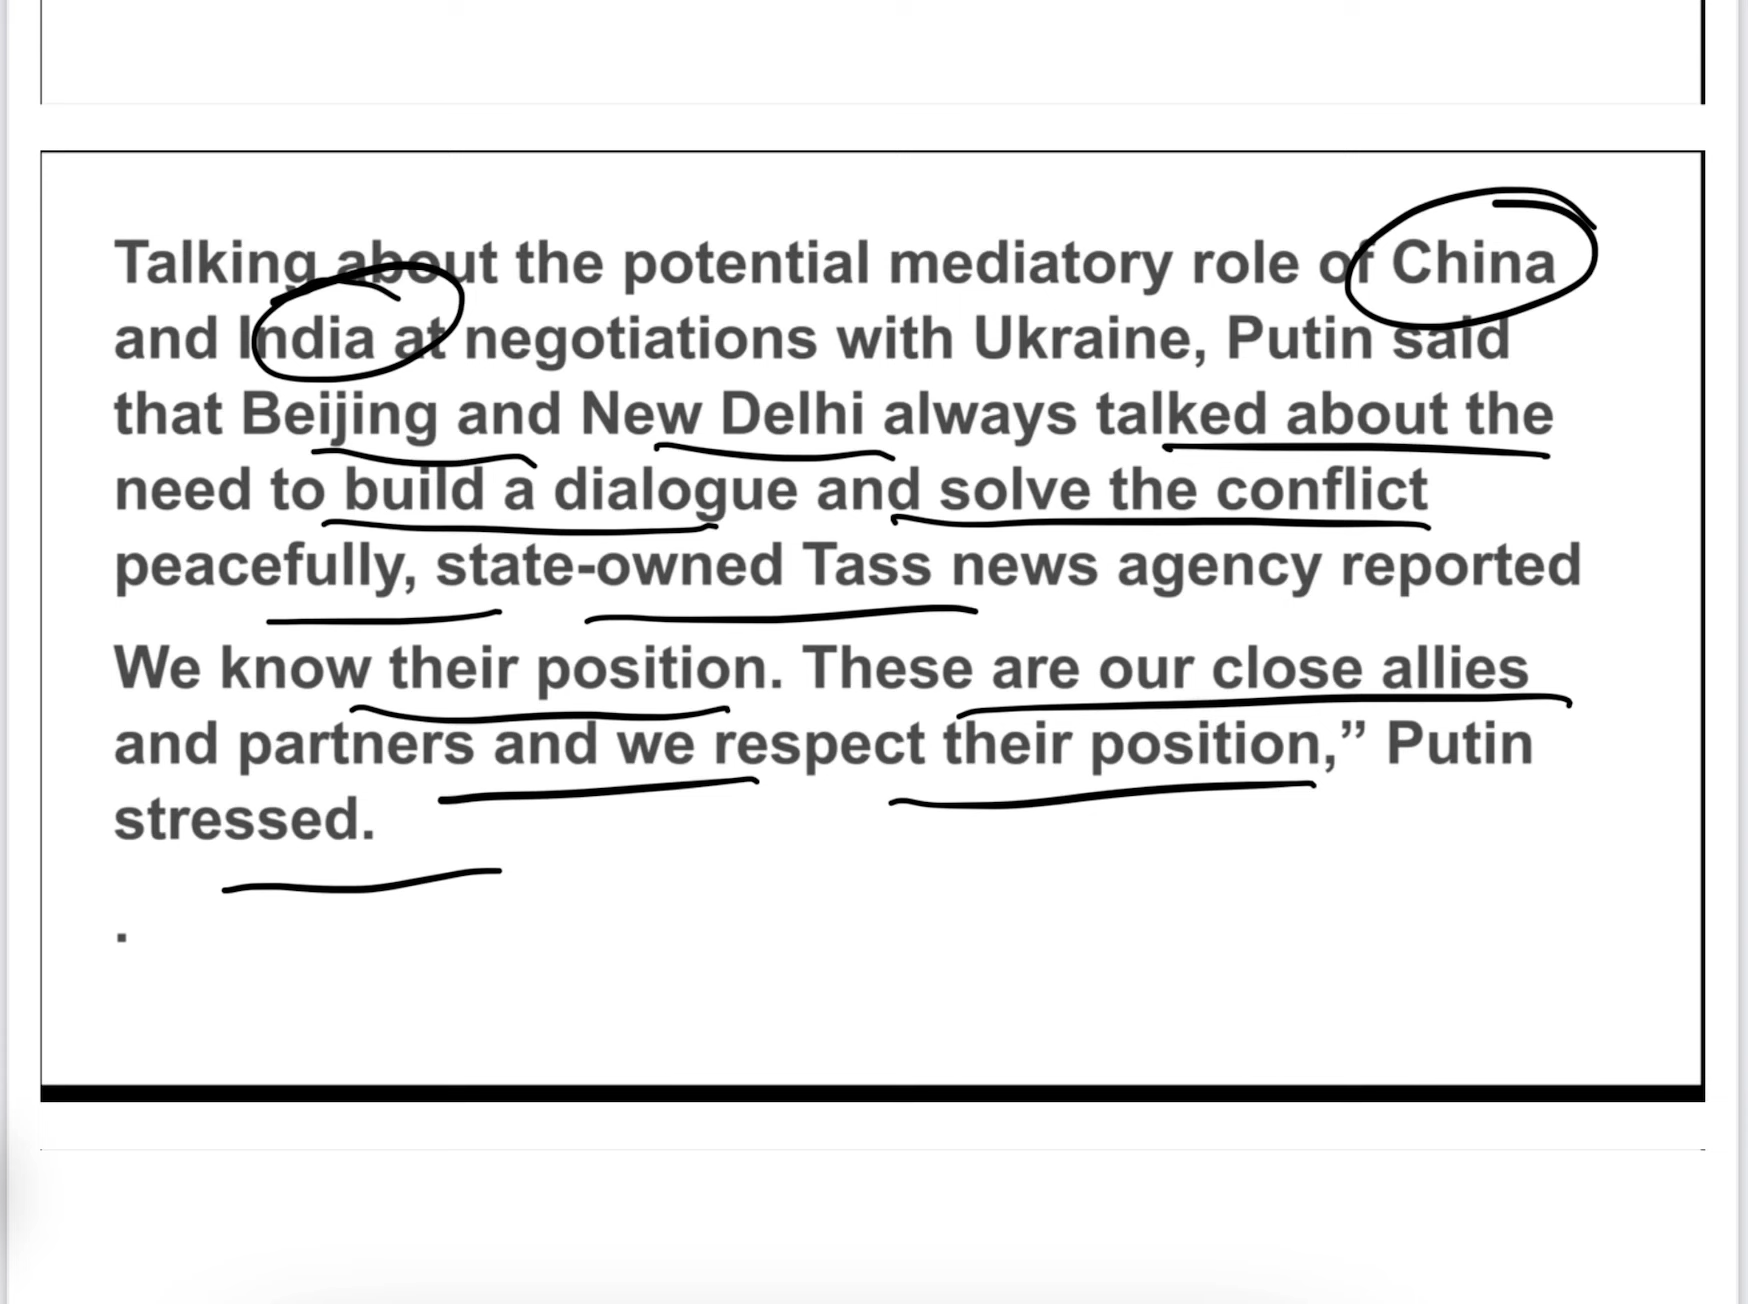 Talking about the potential mediatory role of China
and India at negotiations with Ukraine, Putin said
that Beijing and New Delhi always talked about the
need to build a dialogue and solve the conflict
peacefully, state-owned Tass news agency reported
We know their position. These are our close allies
and partners and we respect their position,” Putin
stressed.
.